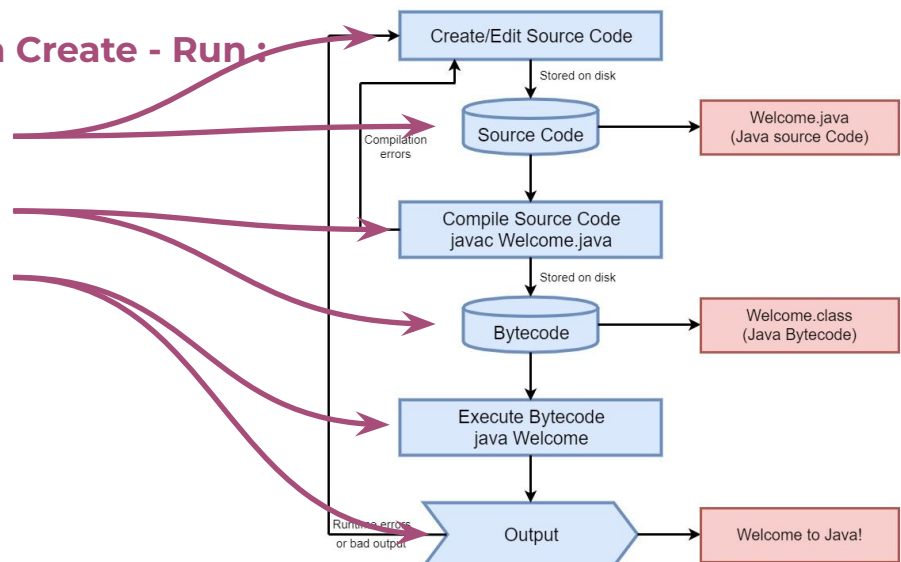 Create - Run :
Create/Edit Source Code
Stored on disk
Source Code
Welcome.java
(Java source Code)
Compilation
errors
Compile Source Code
javac Welcome.java
Stored on disk
Bytecode
Welcome.class
(Java Bytecode)
Execute Bytecode
java Welcome
Runtime errors
or bad output
Output
Welcome to Java!